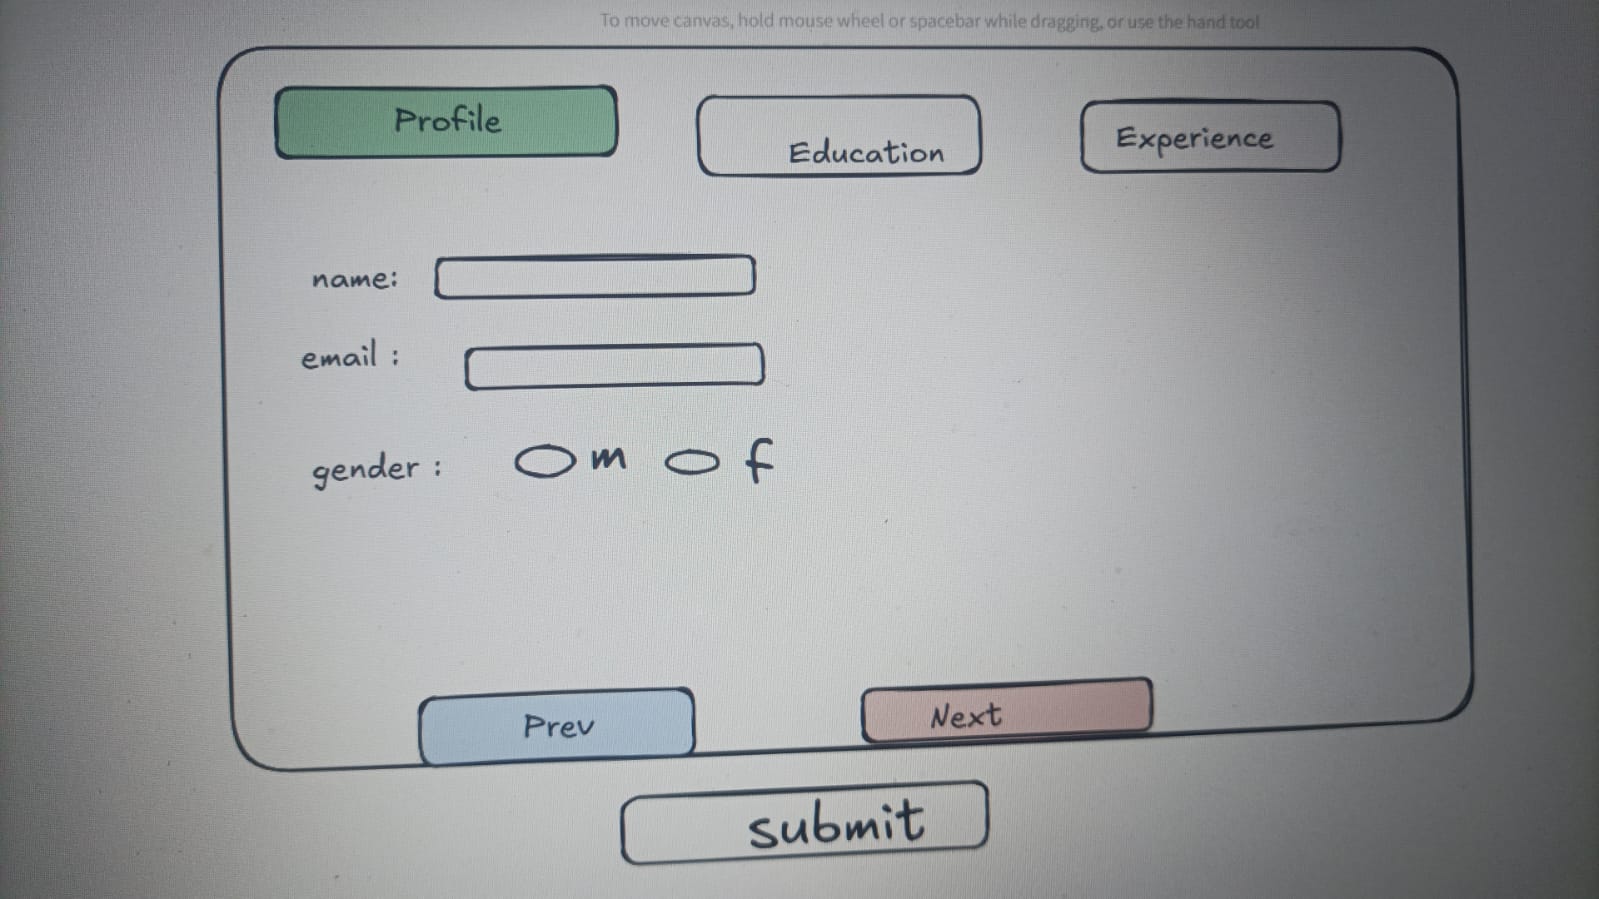 To move canvas, hold mouse wheel or spacebar while dragging, or use the hand tool
Profile
Education
Experience
name:
email :
gender :
m
f
Prev
Next
submit